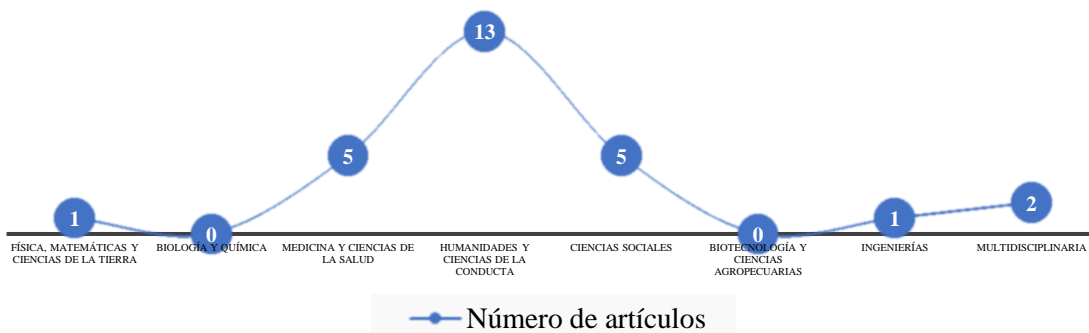 13
5
5
1
0
0
1
2
FÍSICA, MATEMÁTICAS Y
CIENCIAS DE LA TIERRA
BIOLOGÍA Y QUÍMICA
MEDICINA Y CIENCIAS DE
LA SALUD
HUMANIDADES Y
CIENCIAS DE LA
CONDUCTA
CIENCIAS SOCIALES
BIOTECNOLOGÍA Y
CIENCIAS
AGROPECUARIAS
INGENIERÍAS
MULTIDISCIPLINARIA
Número de artículos